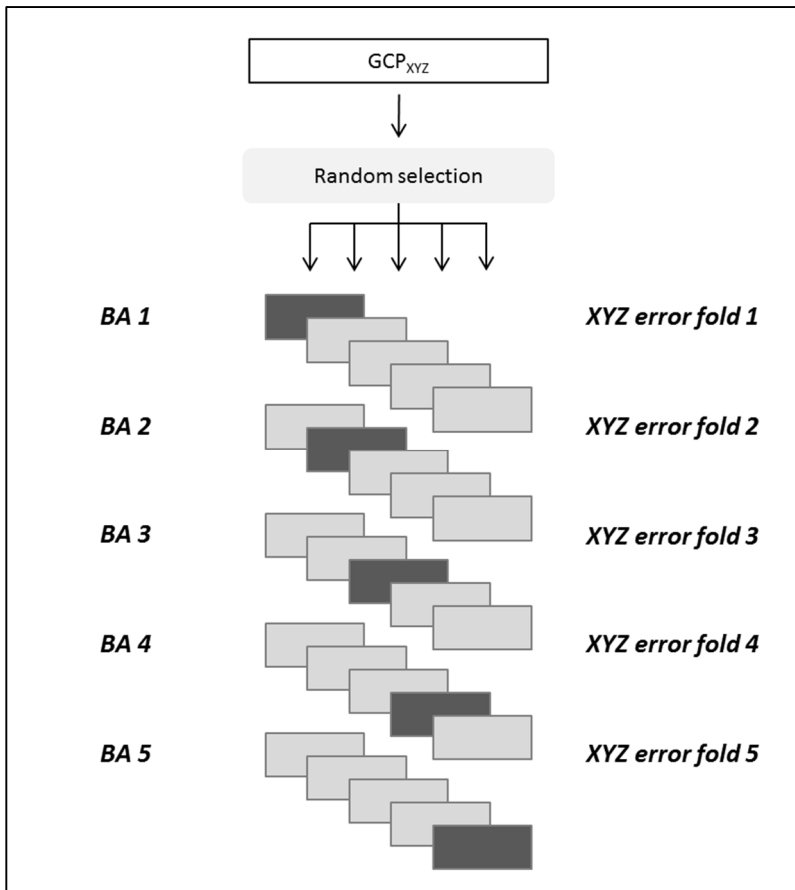 GCPXYZ
Random selection
BA 1
XYZ error fold 1
BA 2
XYZ error fold 2
BA 3
XYZ error fold 3
BA 4
XYZ error fold 4
BA 5
XYZ error fold 5